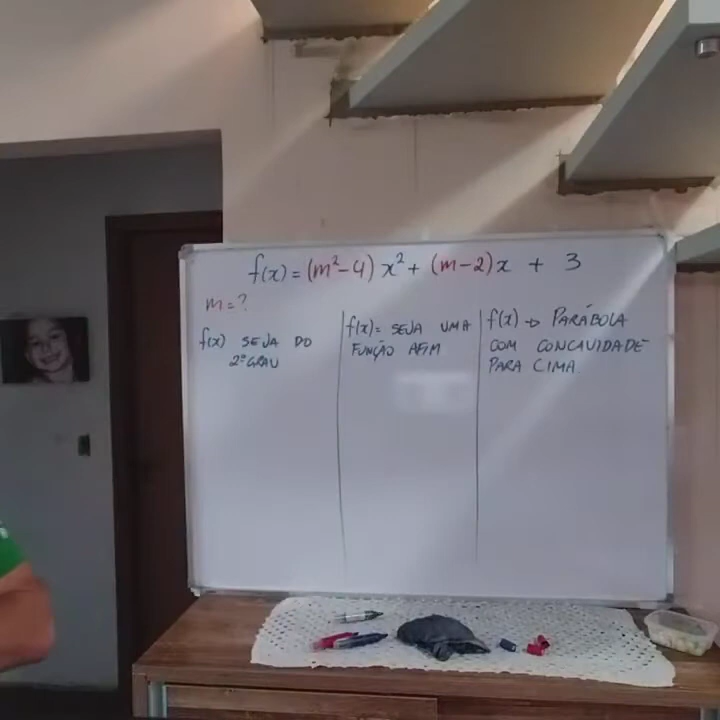 f(x) = (m²-4)x² + (m-2)x + 3
m = ?
f(x) SEJA DO
2º GRAU
f(x) = SEJA UMA
FUNÇÃO AFIM
f(x) → PARÁBOLA
COM CONCAVIDADE
PARA CIMA.